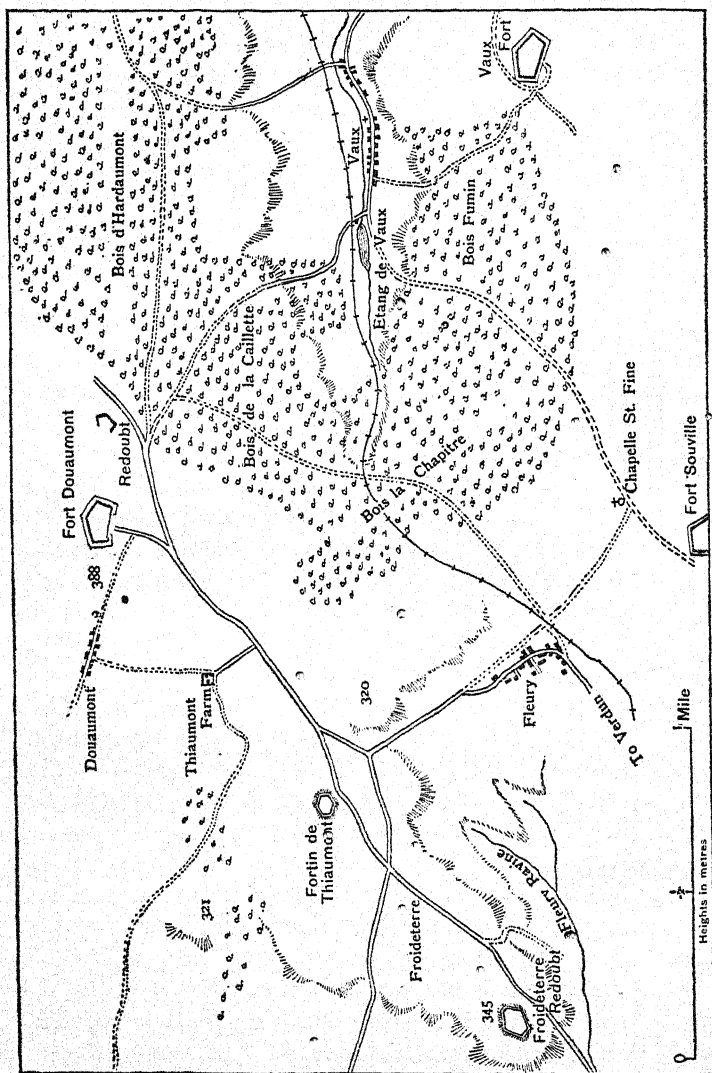 Fort Douaumont
Redoubt
Bois d'Hardaumont
Vaux
Fort
Vaux
Etang de Vaux
Bois Fumin
Bois de la Caillette
Bois la Chapitre
Chapelle St. Fine
Fort Souville
388
Douaumont
Thiaumont
Farm
320
Fleury
To Verdun
Fortin de
Thiaumont
321
Froideterre
Fleury Ravine
345
Froideterre
Redoubt
0
½
1 Mile
Heights in metres